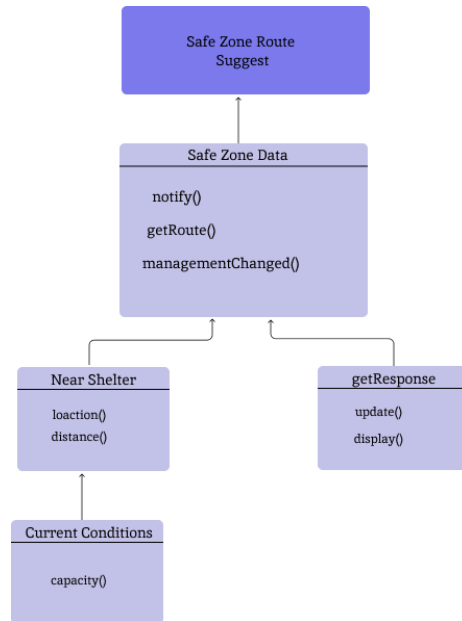 Safe Zone Route
Suggest
Safe Zone Data
notify()
getRoute()
managementChanged()
Near Shelter
loaction()
distance()
getResponse
update()
display()
Current Conditions
capacity()